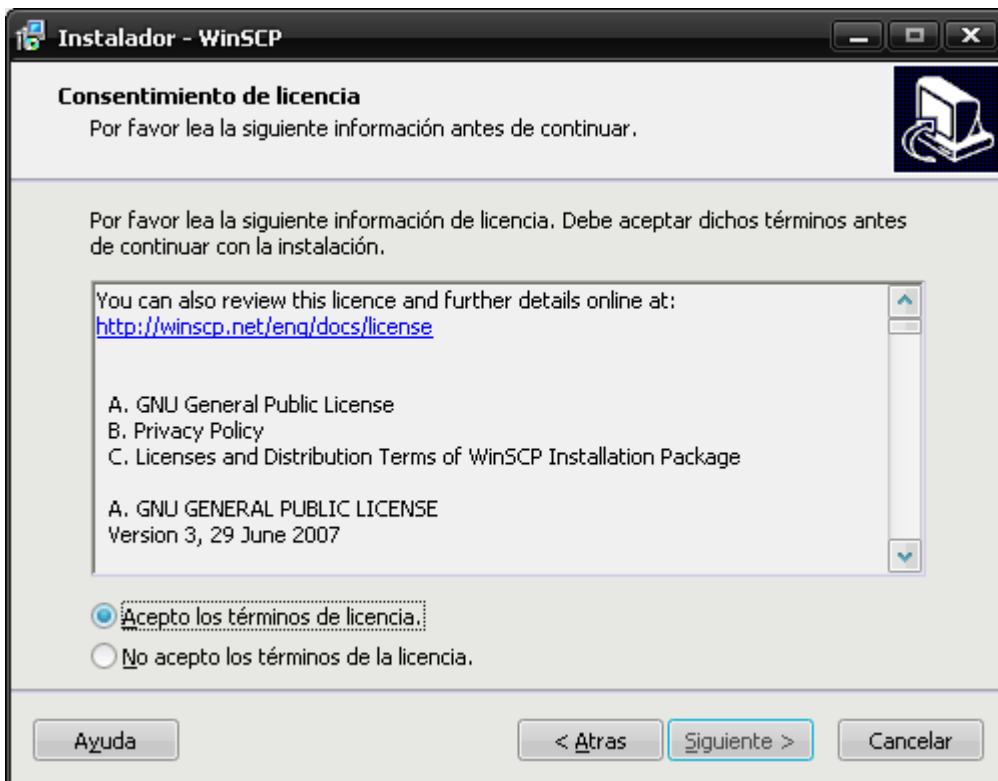 Instalador - WinSCP
Consentimiento de licencia
Por favor lea la siguiente información antes de continuar.
Por favor lea la siguiente información de licencia. Debe aceptar dichos términos antes
de continuar con la instalación.
You can also review this licence and further details online at:
http://winscp.net/eng/docs/license
A. GNU General Public License
B. Privacy Policy
C. Licenses and Distribution Terms of WinSCP Installation Package
A. GNU GENERAL PUBLIC LICENSE
Version 3, 29 June 2007
Acepto los términos de licencia.
No acepto los términos de la licencia.
Ayuda
< Atras
Siguiente >
Cancelar